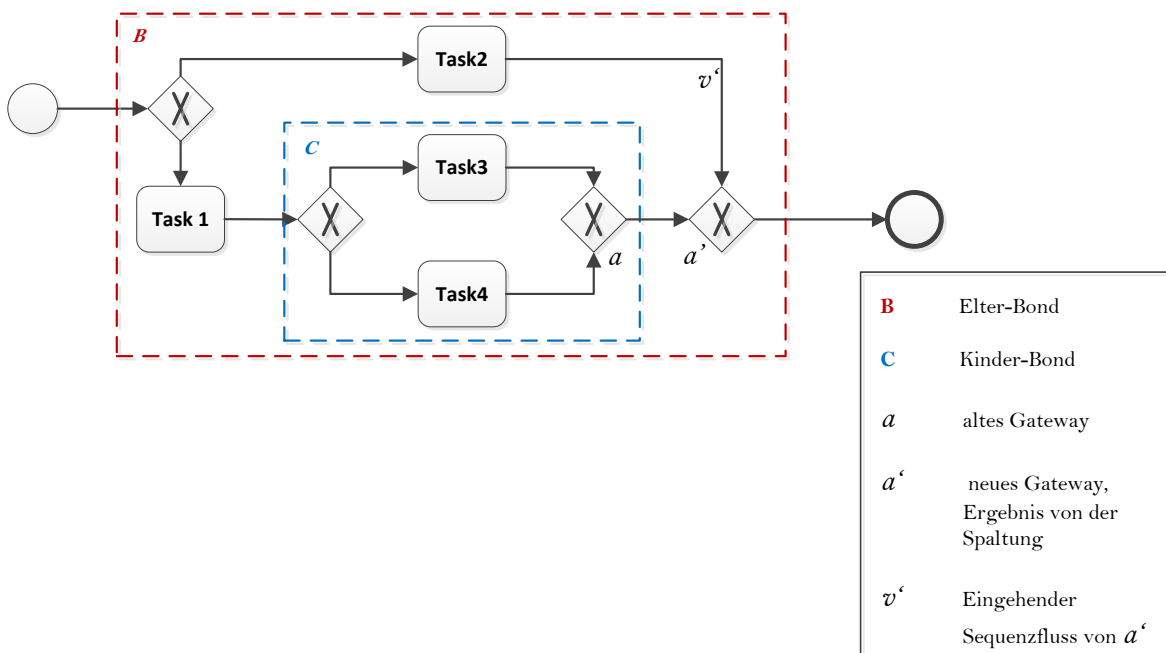 B
Task2
v‘
C
Task3
Task 1
a
a’
Task4
B Elter-Bond
C Kinder-Bond
a altes Gateway
a‘ neues Gateway,
Ergebnis von der
Spaltung
v‘ Eingehender
Sequenzfluss von a‘